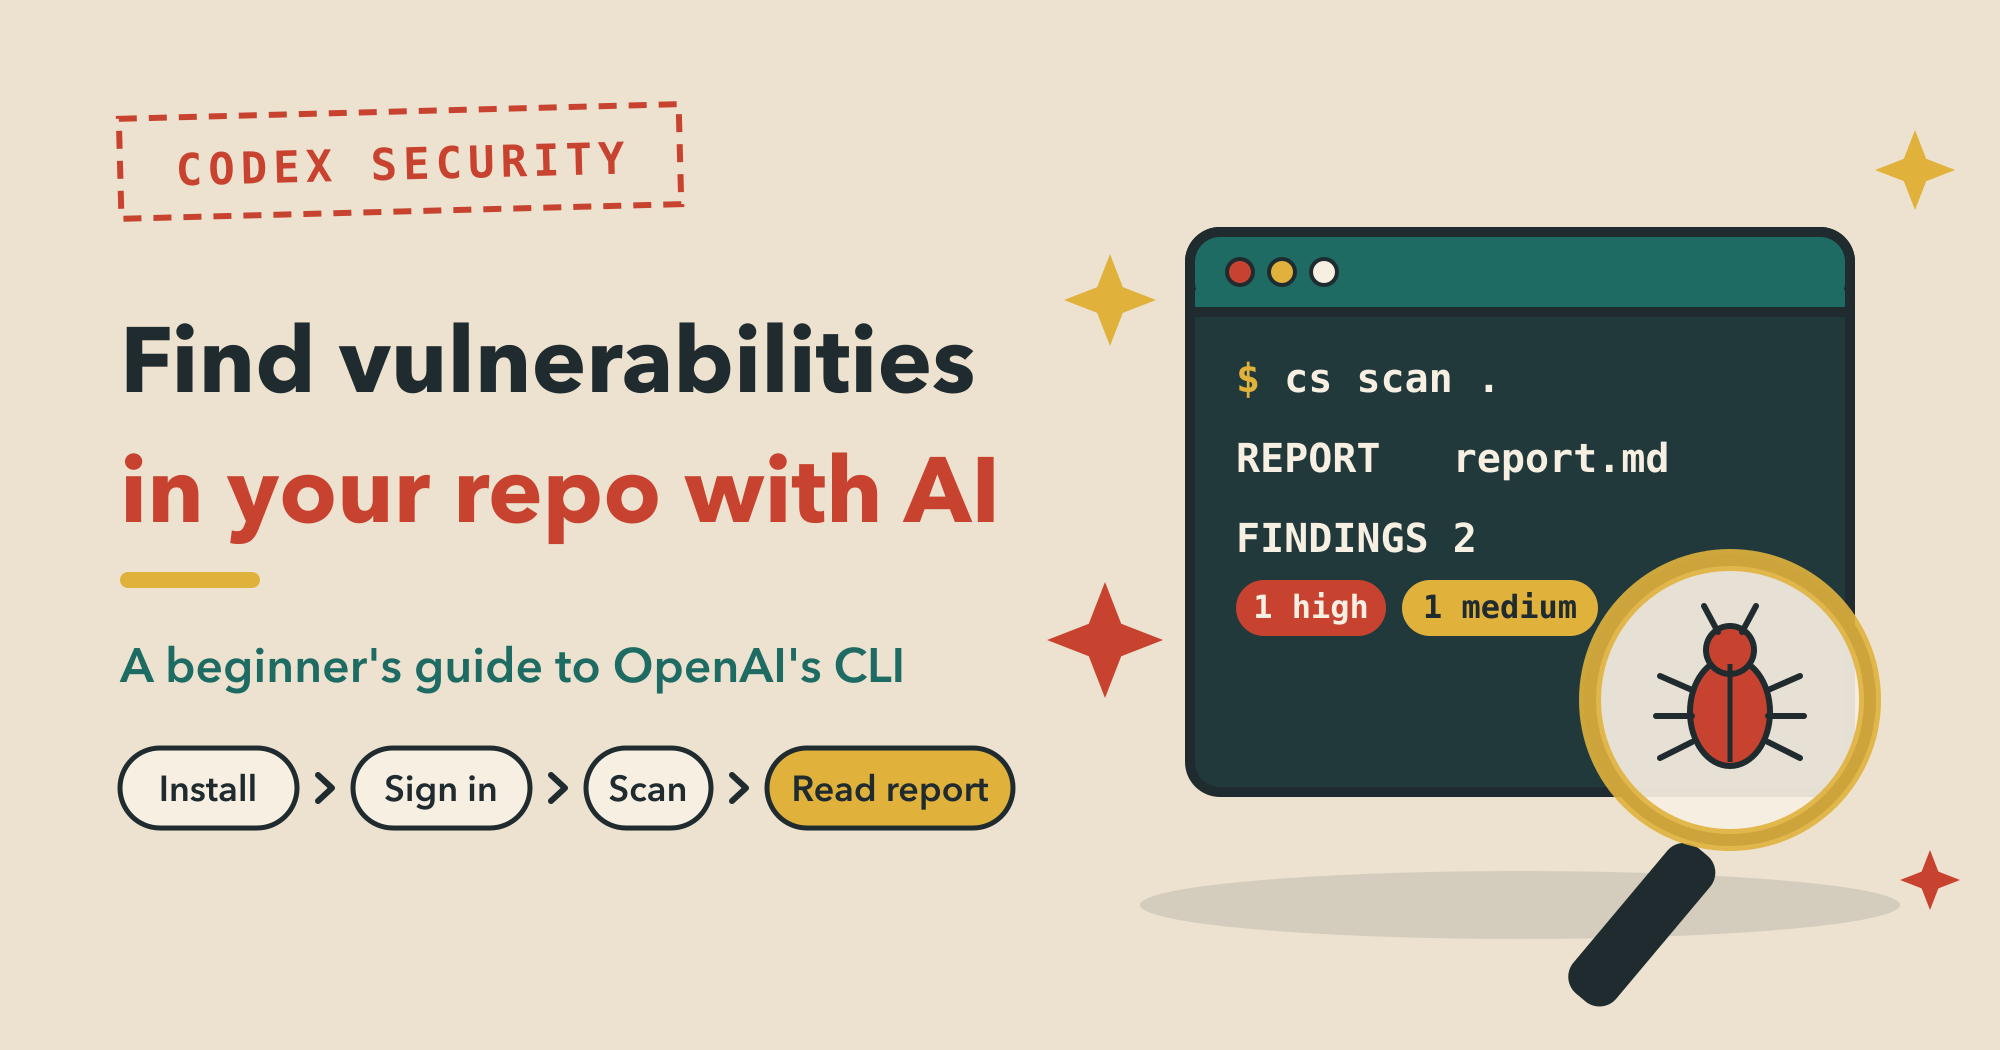 CODEX SECURITY
Find vulnerabilities
in your repo with AI
A beginner's guide to OpenAI's CLI
Install > Sign in > Scan > Read report
$ cs scan .
REPORT report.md
FINDINGS 2
1 high 1 medium